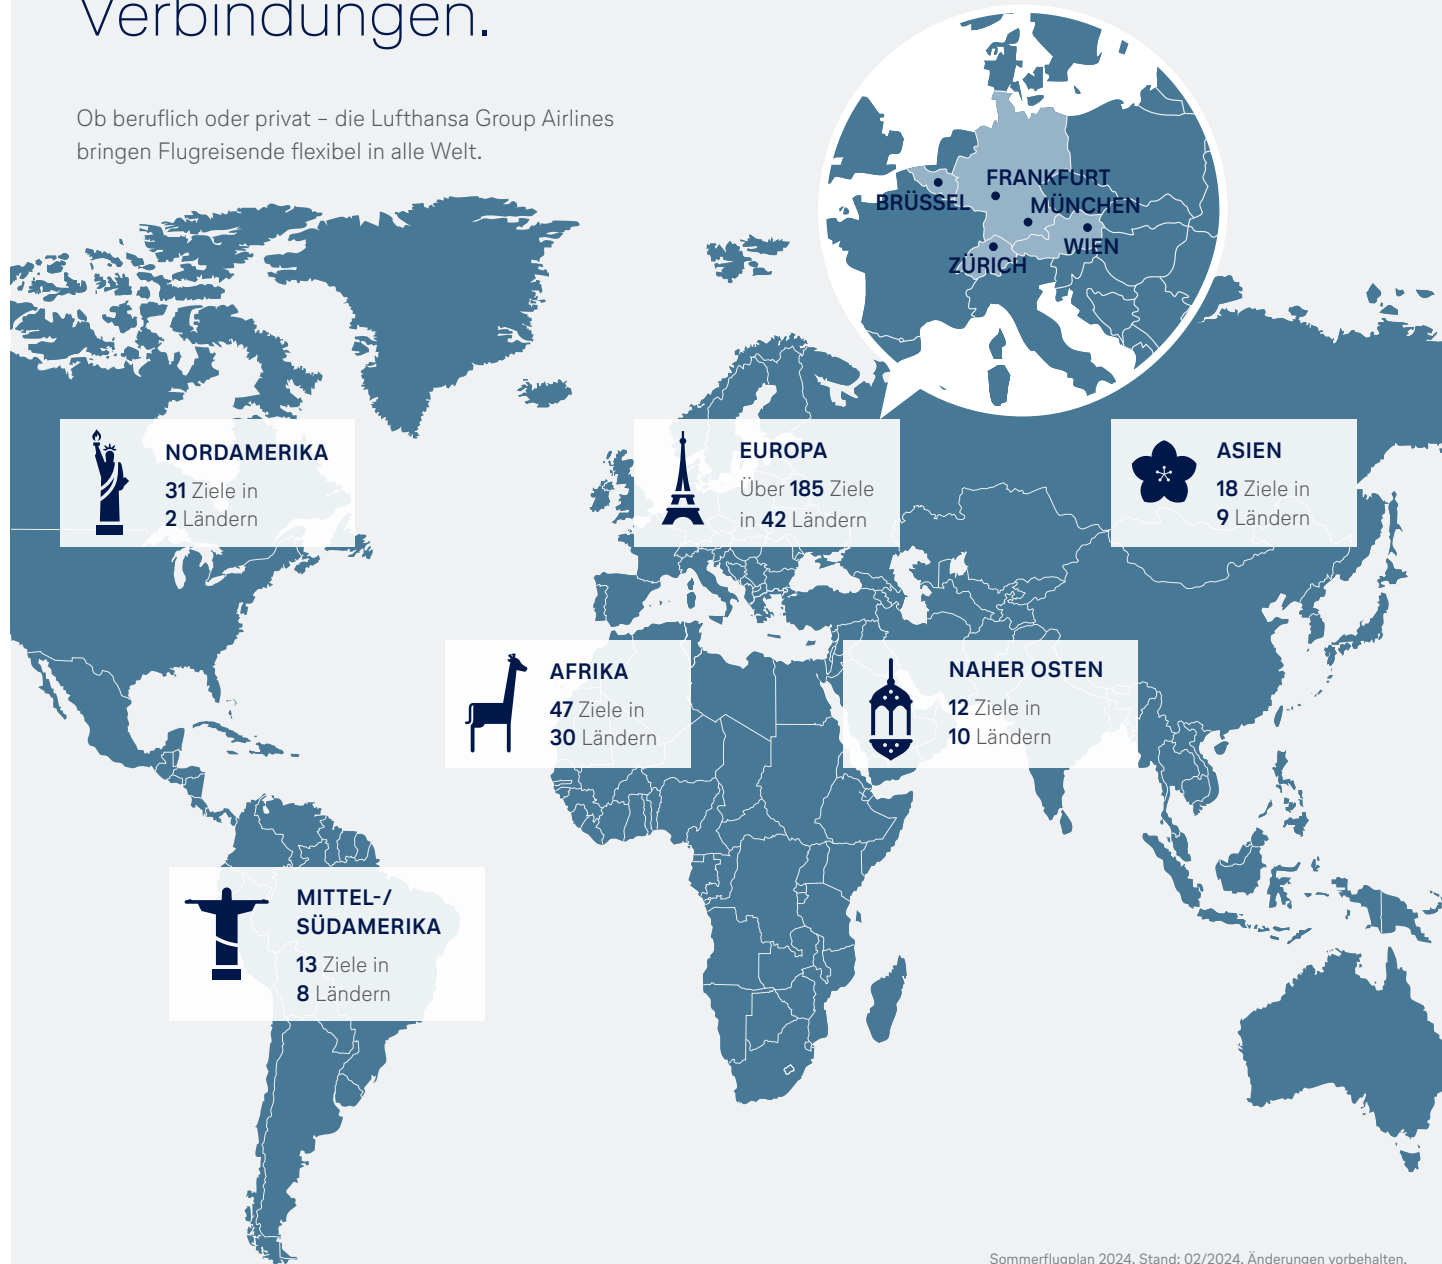 Verbindungen.
Ob beruflich oder privat – die Lufthansa Group Airlines
bringen Flugreisende flexibel in alle Welt.
FRANKFURT
BRÜSSEL
MÜNCHEN
WIEN
ZÜRICH
NORDAMERIKA
31 Ziele in
2 Ländern
EUROPA
Über 185 Ziele
in 42 Ländern
ASIEN
18 Ziele in
9 Ländern
AFRIKA
47 Ziele in
30 Ländern
NAHER OSTEN
12 Ziele in
10 Ländern
MITTEL-/
SÜDAMERIKA
13 Ziele in
8 Ländern
Sommerflugplan 2024. Stand: 02/2024. Änderungen vorbehalten.